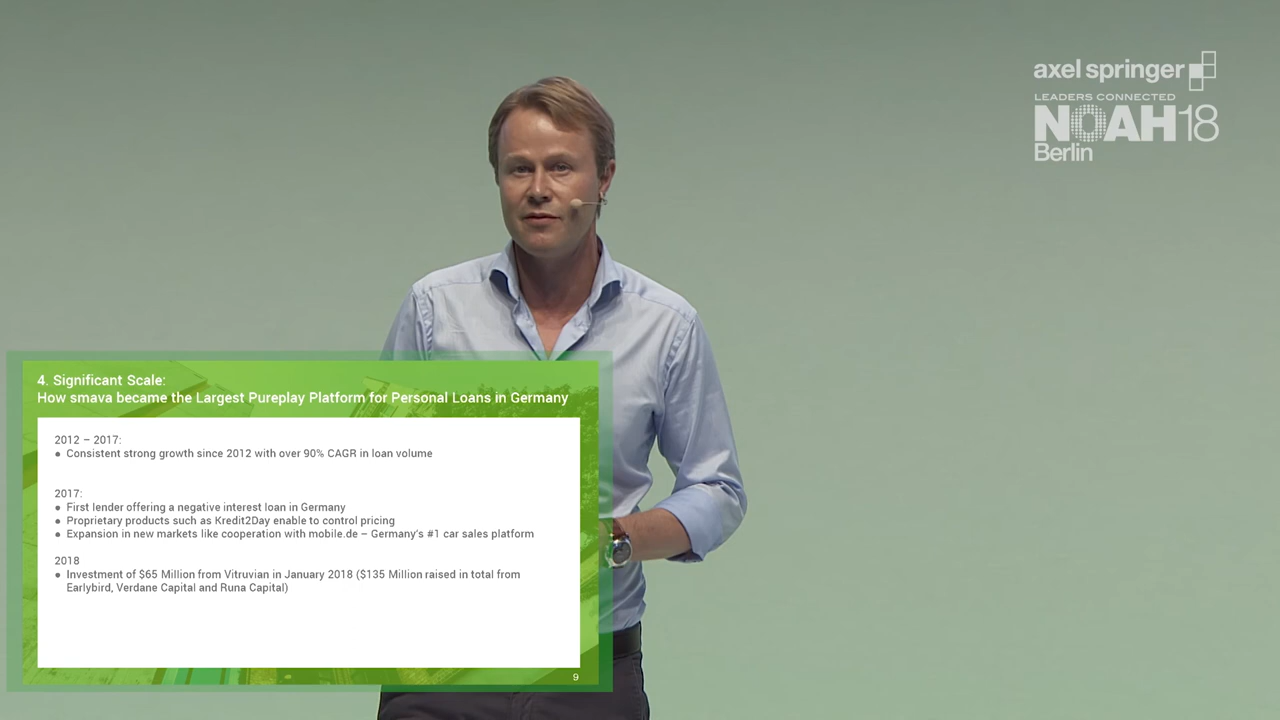 axel springer
LEADERS CONNECTED
NOAH18
Berlin
4. Significant Scale:
How smava became the Largest Pureplay Platform for Personal Loans in Germany
2012 – 2017:
● Consistent strong growth since 2012 with over 90% CAGR in loan volume
2017:
● First lender offering a negative interest loan in Germany
● Proprietary products such as Kredit2Day enable to control pricing
● Expansion in new markets like cooperation with mobile.de – Germany's #1 car sales platform
2018
● Investment of $65 Million from Vitruvian in January 2018 ($135 Million raised in total from
Earlybird, Verdane Capital and Runa Capital)
9